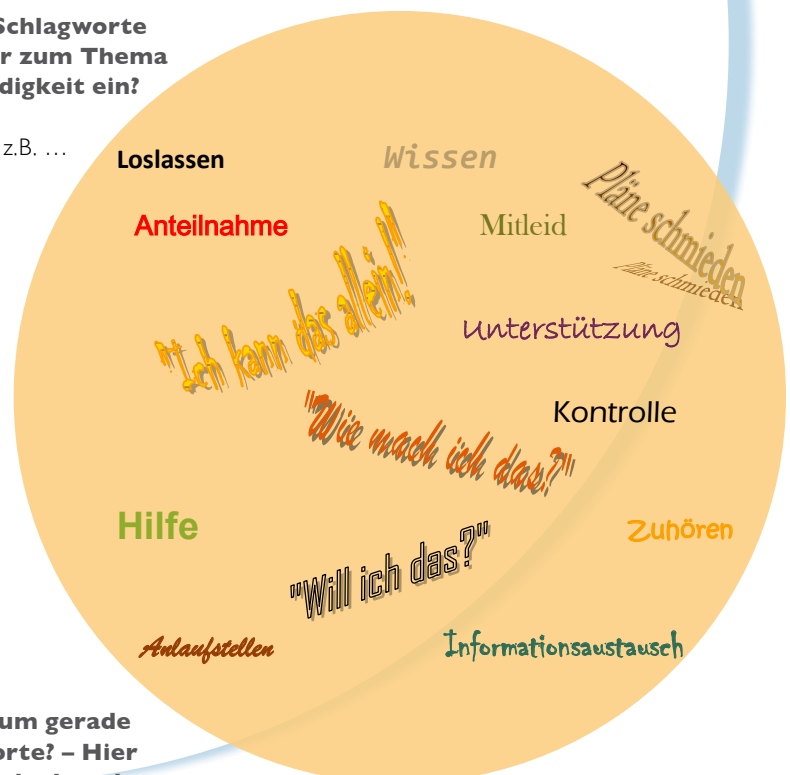 Schlagworte
r zum Thema
digkeit ein?
z.B. …
Loslassen
Wissen
Pläne schmieden
Pläne schmieden
Anteilnahme
Mitleid
"Ich kann das allein!"
Unterstützung
"Wie mach ich das?"
Kontrolle
Hilfe
Zuhören
"Will ich das?"
Anlaufstellen
Informationsaustausch
um gerade
rte? – Hier